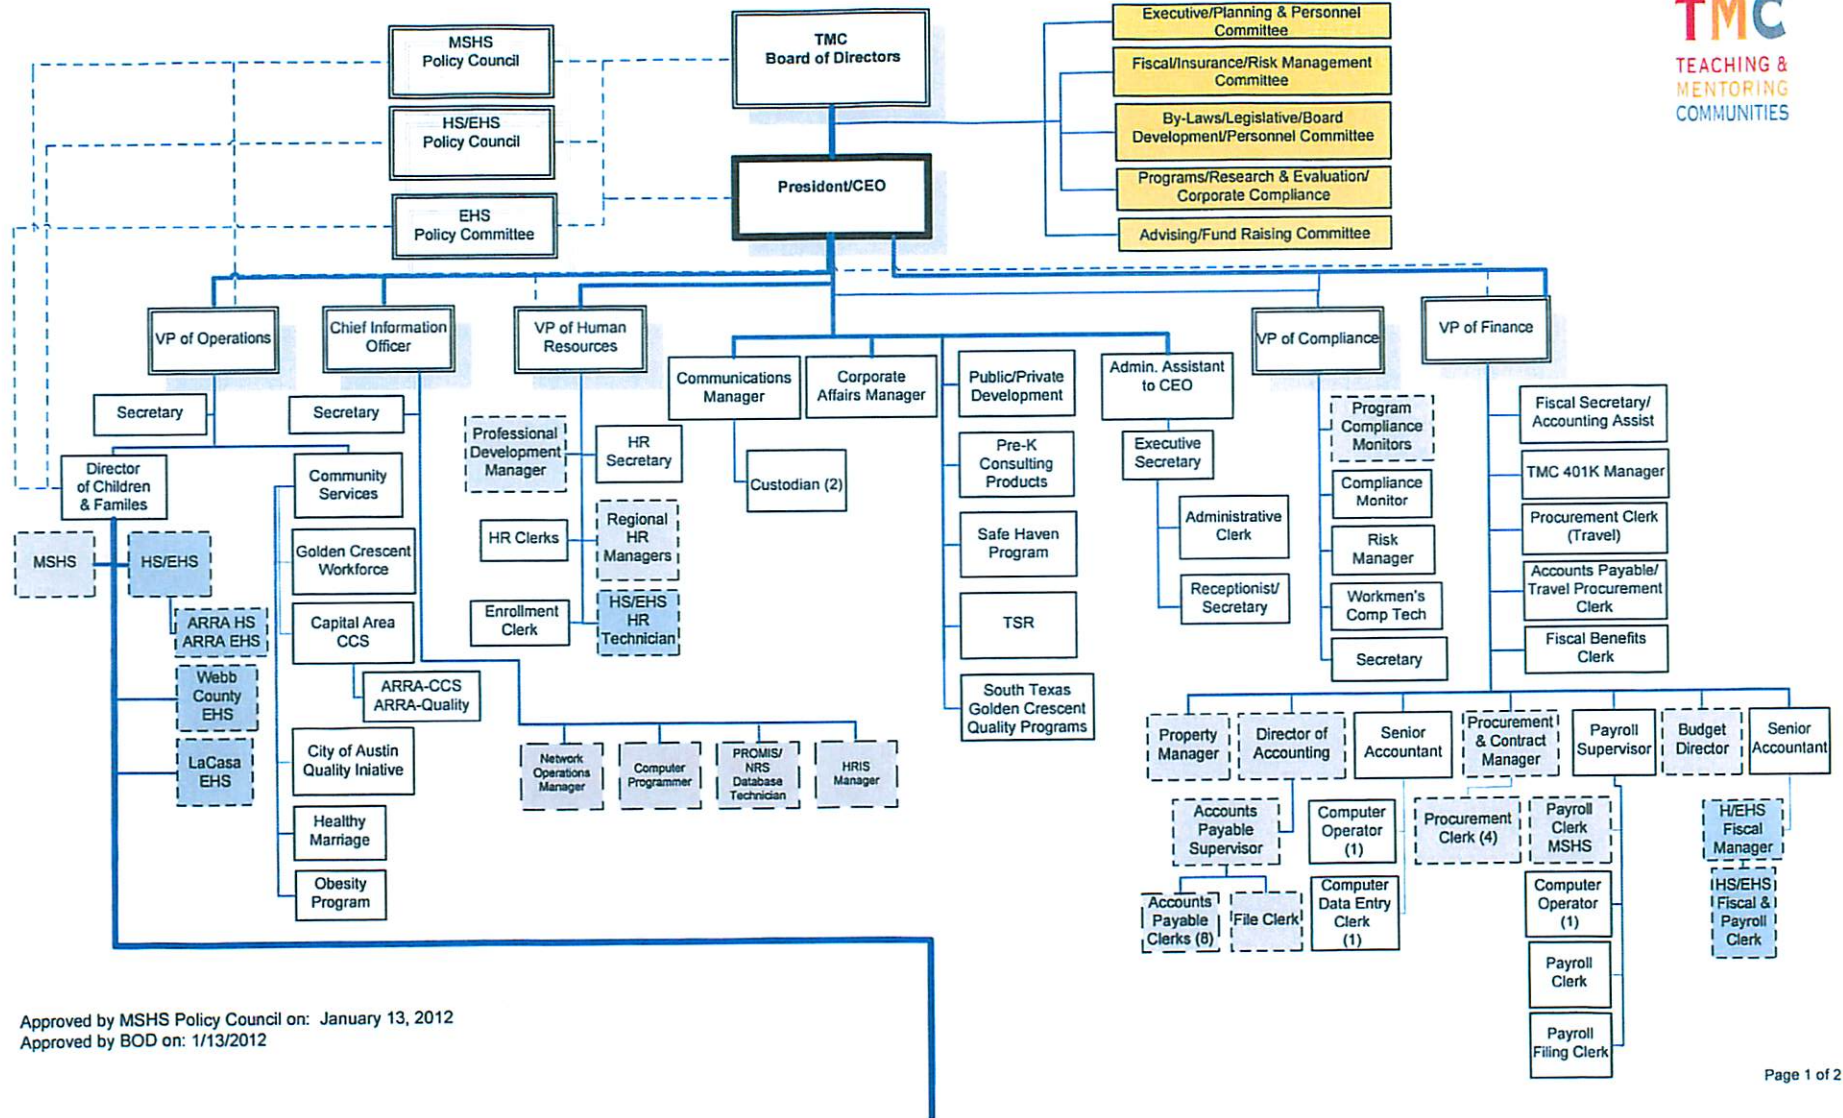 TMC
TEACHING &
MENTORING
COMMUNITIES
MSHS
Policy Council
HS/EHS
Policy Council
EHS
Policy Committee
TMC
Board of Directors
President/CEO
Executive/Planning & Personnel
Committee
Fiscal/Insurance/Risk Management
Committee
By-Laws/Legislative/Board
Development/Personnel Committee
Programs/Research & Evaluation/
Corporate Compliance
Advising/Fund Raising Committee
VP of Operations
Chief Information
Officer
VP of Human
Resources
VP of Compliance
VP of Finance
Communications
Manager
Corporate
Affairs Manager
Public/Private
Development
Admin. Assistant
to CEO
Secretary
Director
of Children
& Familes
Community
Services
MSHS
HS/EHS
ARRA HS
ARRA EHS
Webb
County
EHS
LaCasa
EHS
Golden Crescent
Workforce
Capital Area
CCS
ARRA-CCS
ARRA-Quality
City of Austin
Quality Iniative
Healthy
Marriage
Obesity
Program
Secretary
Network
Operations
Manager
Computer
Programmer
PROMIS/
NRS
Database
Technician
HRIS
Manager
Professional
Development
Manager
HR
Secretary
HR Clerks
Regional
HR
Managers
Enrollment
Clerk
HS/EHS
HR
Technician
Custodian (2)
Pre-K
Consulting
Products
Safe Haven
Program
TSR
South Texas
Golden Crescent
Quality Programs
Executive
Secretary
Administrative
Clerk
Receptionist/
Secretary
Program
Compliance
Monitors
Compliance
Monitor
Risk
Manager
Workmen's
Comp Tech
Secretary
Fiscal Secretary/
Accounting Assist
TMC 401K Manager
Procurement Clerk
(Travel)
Accounts Payable/
Travel Procurement
Clerk
Fiscal Benefits
Clerk
Property
Manager
Director of
Accounting
Senior
Accountant
Procurement
& Contract
Manager
Payroll
Supervisor
Budget
Director
Senior
Accountant
Accounts
Payable
Supervisor
Accounts
Payable
Clerks (8)
File Clerk
Computer
Operator
(1)
Computer
Data Entry
Clerk
(1)
Procurement
Clerk (4)
Payroll
Clerk
MSHS
Computer
Operator
(1)
Payroll
Clerk
Payroll
Filing Clerk
H/EHS
Fiscal
Manager
HS/EHS
Fiscal &
Payroll
Clerk
Approved by MSHS Policy Council on: January 13, 2012
Approved by BOD on: 1/13/2012
Page 1 of 2